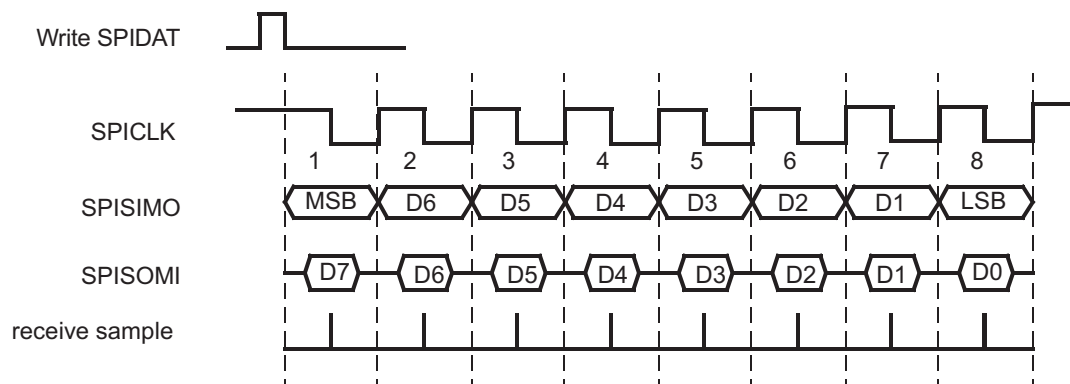 Write SPIDAT
SPICLK
1 2 3 4 5 6 7 8
SPISIMO MSB D6 D5 D4 D3 D2 D1 LSB
SPISOMI D7 D6 D5 D4 D3 D2 D1 D0
receive sample